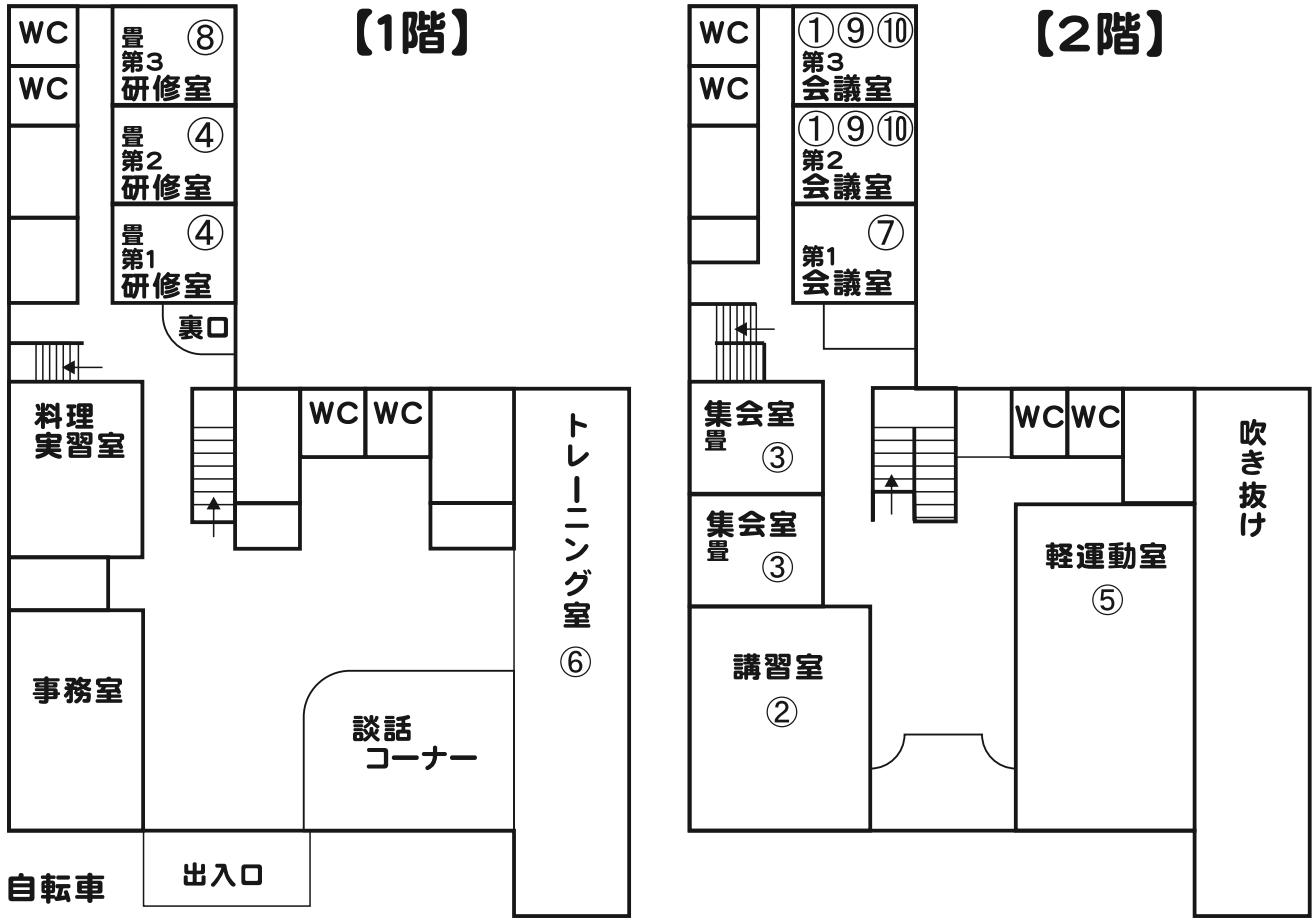 【1階】
WC
WC
⑧
畳
第3
研修室
④
畳
第2
研修室
④
畳
第1
研修室
裏口
料理
実習室
WC
WC
トレーニング室
⑥
事務室
談話
コーナー
出入口
自転車
【2階】
WC
WC
①⑨⑩
第3
会議室
①⑨⑩
第2
会議室
⑦
第1
会議室
集会室
畳
③
集会室
畳
③
WC
WC
吹き抜け
軽運動室
⑤
講習室
②